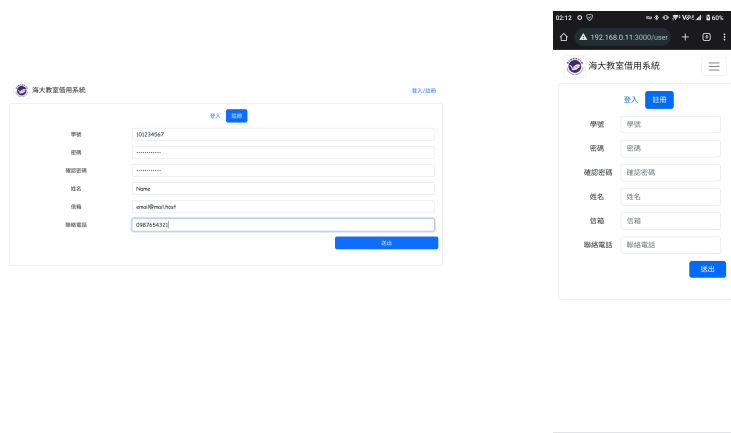 海大教室借用系統
登入/註冊
登入 註冊
學號 101234567
密碼 ············
確認密碼 ············
姓名 Name
信箱 email@mail.host
聯絡電話 0987654321
送出
02:12 60%
192.168.0.11:3000/user
海大教室借用系統
登入 註冊
學號 學號
密碼 密碼
確認密碼 確認密碼
姓名 姓名
信箱 信箱
聯絡電話 聯絡電話
送出